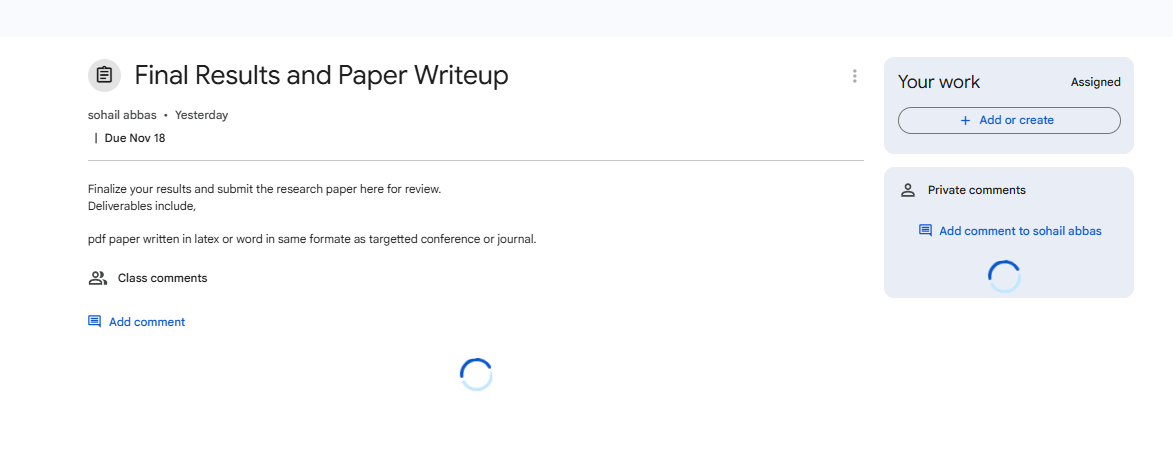 Final Results and Paper Writeup
sohail abbas • Yesterday
| Due Nov 18
Finalize your results and submit the research paper here for review.
Deliverables include,
pdf paper written in latex or word in same formate as targetted conference or journal.
Class comments
Add comment
Your work
Assigned
+ Add or create
Private comments
Add comment to sohail abbas